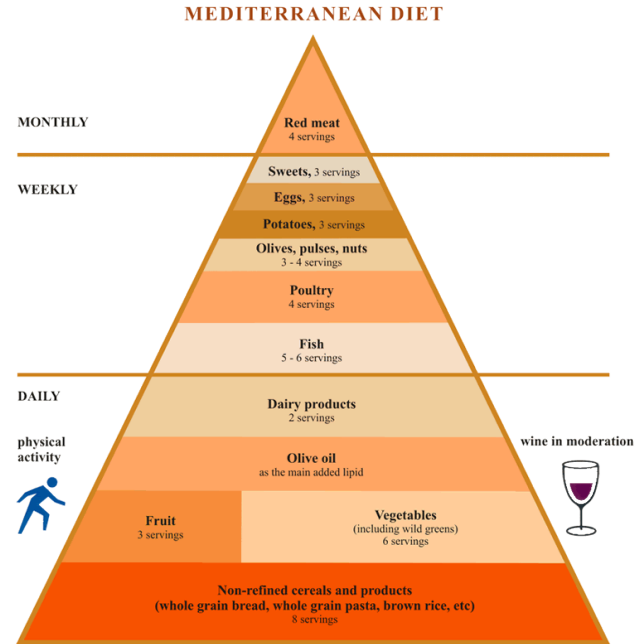 MEDITERRANEAN DIET
MONTHLY
Red meat
4 servings
WEEKLY
Sweets, 3 servings
Eggs, 3 servings
Potatoes, 3 servings
Olives, pulses, nuts
3 - 4 servings
Poultry
4 servings
Fish
5 - 6 servings
DAILY
Dairy products
2 servings
physical
activity
wine in moderation
Olive oil
as the main added lipid
Fruit
3 servings
Vegetables
(including wild greens)
6 servings
Non-refined cereals and products
(whole grain bread, whole grain pasta, brown rice, etc)
8 servings